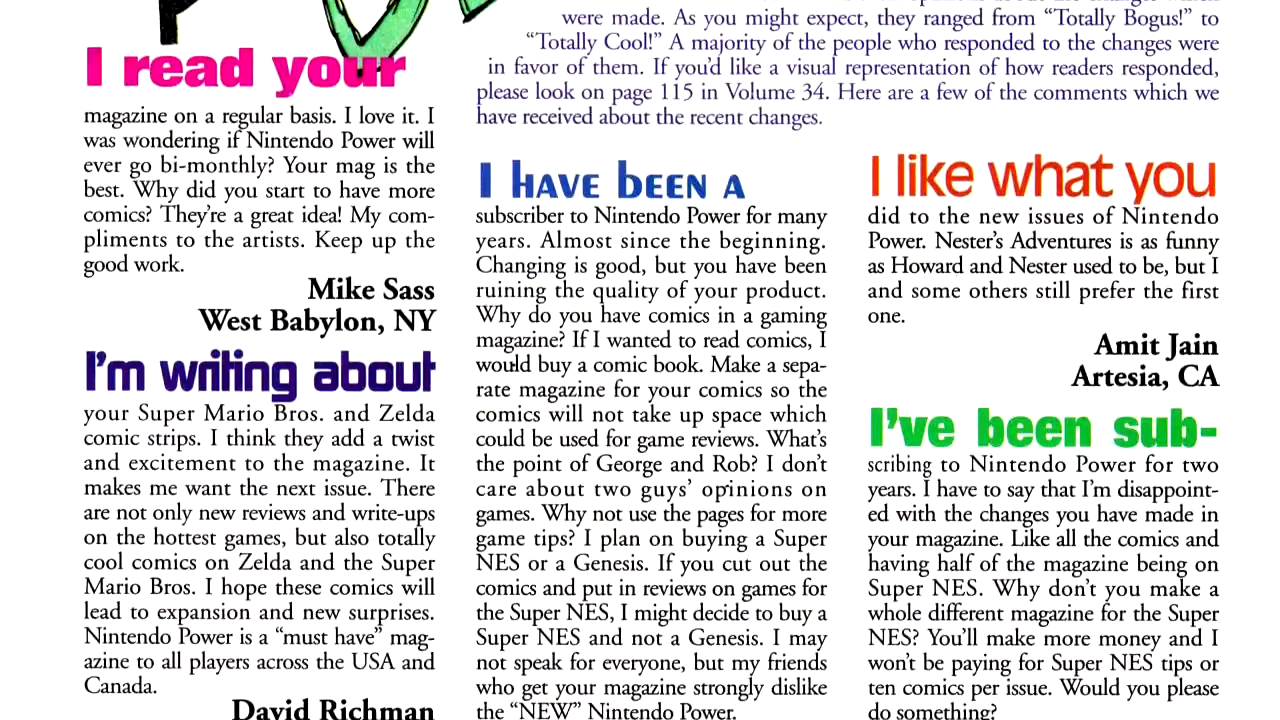 were made. As you might expect, they ranged from “Totally Bogus!” to
“Totally Cool!” A majority of the people who responded to the changes were
in favor of them. If you'd like a visual representation of how readers responded,
please look on page 115 in Volume 34. Here are a few of the comments which we
have received about the recent changes.
I read your
magazine on a regular basis. I love it. I
was wondering if Nintendo Power will
ever go bi-monthly? Your mag is the
best. Why did you start to have more
comics? They're a great idea! My com-
pliments to the artists. Keep up the
good work.
Mike Sass
West Babylon, NY
I'm writing about
your Super Mario Bros. and Zelda
comic strips. I think they add a twist
and excitement to the magazine. It
makes me want the next issue. There
are not only new reviews and write-ups
on the hottest games, but also totally
cool comics on Zelda and the Super
Mario Bros. I hope these comics will
lead to expansion and new surprises.
Nintendo Power is a “must have” mag-
azine to all players across the USA and
Canada.
David Richman
I HAVE BEEN A
subscriber to Nintendo Power for many
years. Almost since the beginning.
Changing is good, but you have been
ruining the quality of your product.
Why do you have comics in a gaming
magazine? If I wanted to read comics, I
would buy a comic book. Make a sepa-
rate magazine for your comics so the
comics will not take up space which
could be used for game reviews. What's
the point of George and Rob? I don't
care about two guys' opinions on
games. Why not use the pages for more
game tips? I plan on buying a Super
NES or a Genesis. If you cut out the
comics and put in reviews on games for
the Super NES, I might decide to buy a
Super NES and not a Genesis. I may
not speak for everyone, but my friends
who get your magazine strongly dislike
the “NEW” Nintendo Power.
I like what you
did to the new issues of Nintendo
Power. Nester's Adventures is as funny
as Howard and Nester used to be, but I
and some others still prefer the first
one.
Amit Jain
Artesia, CA
I've been sub-
scribing to Nintendo Power for two
years. I have to say that I'm disappoint-
ed with the changes you have made in
your magazine. Like all the comics and
having half of the magazine being on
Super NES. Why don't you make a
whole different magazine for the Super
NES? You'll make more money and I
won't be paying for Super NES tips or
ten comics per issue. Would you please
do something?